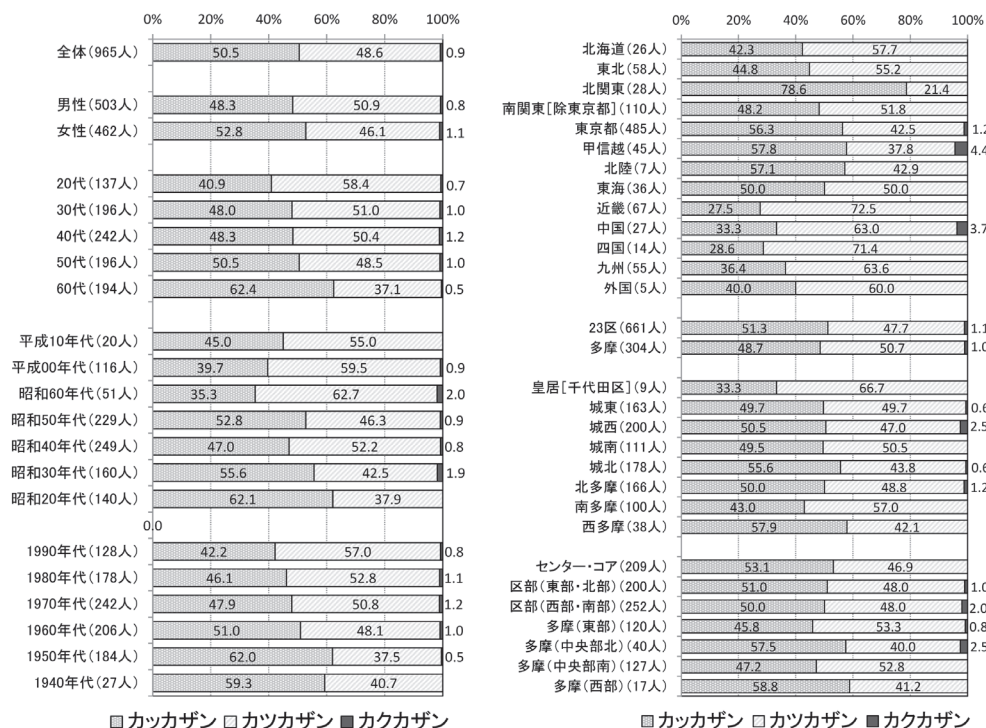 0% 20% 40% 60% 80% 100%
全体(965人) 50.5 48.6 0.9
男性(503人) 48.3 50.9 0.8
女性(462人) 52.8 46.1 1.1
20代(137人) 40.9 58.4 0.7
30代(196人) 48.0 51.0 1.0
40代(242人) 48.3 50.4 1.2
50代(196人) 50.5 48.5 1.0
60代(194人) 62.4 37.1 0.5
平成10年代(20人) 45.0 55.0
平成00年代(116人) 39.7 59.5 0.9
昭和60年代(51人) 35.3 62.7 2.0
昭和50年代(229人) 52.8 46.3 0.9
昭和40年代(249人) 47.0 52.2 0.8
昭和30年代(160人) 55.6 42.5 1.9
昭和20年代(140人) 62.1 37.9
0.0
1990年代(128人) 42.2 57.0 0.8
1980年代(178人) 46.1 52.8 1.1
1970年代(242人) 47.9 50.8 1.2
1960年代(206人) 51.0 48.1 1.0
1950年代(184人) 62.0 37.5 0.5
1940年代(27人) 59.3 40.7
カッカザン カツカザン カクカザン
0% 20% 40% 60% 80% 100%
北海道(26人) 42.3 57.7
東北(58人) 44.8 55.2
北関東(28人) 78.6 21.4
南関東[除東京都](110人) 48.2 51.8
東京都(485人) 56.3 42.5 1.2
甲信越(45人) 57.8 37.8 4.4
北陸(7人) 57.1 42.9
東海(36人) 50.0 50.0
近畿(67人) 27.5 72.5
中国(27人) 33.3 63.0 3.7
四国(14人) 28.6 71.4
九州(55人) 36.4 63.6
外国(5人) 40.0 60.0
23区(661人) 51.3 47.7 1.1
多摩(304人) 48.7 50.7 1.0
皇居[千代田区](9人) 33.3 66.7
城東(163人) 49.7 49.7 0.6
城西(200人) 50.5 47.0 2.5
城南(111人) 49.5 50.5
城北(178人) 55.6 43.8 0.6
北多摩(166人) 50.0 48.8 1.2
南多摩(100人) 43.0 57.0
西多摩(38人) 57.9 42.1
センター・コア(209人) 53.1 46.9
区部(東部・北部)(200人) 51.0 48.0 1.0
区部(西部・南部)(252人) 50.0 48.0 2.0
多摩(東部)(120人) 45.8 53.3 0.8
多摩(中央部北)(40人) 57.5 40.0 2.5
多摩(中央部南)(127人) 47.2 52.8
多摩(西部)(17人) 58.8 41.2
カッカザン カツカザン カクカザン